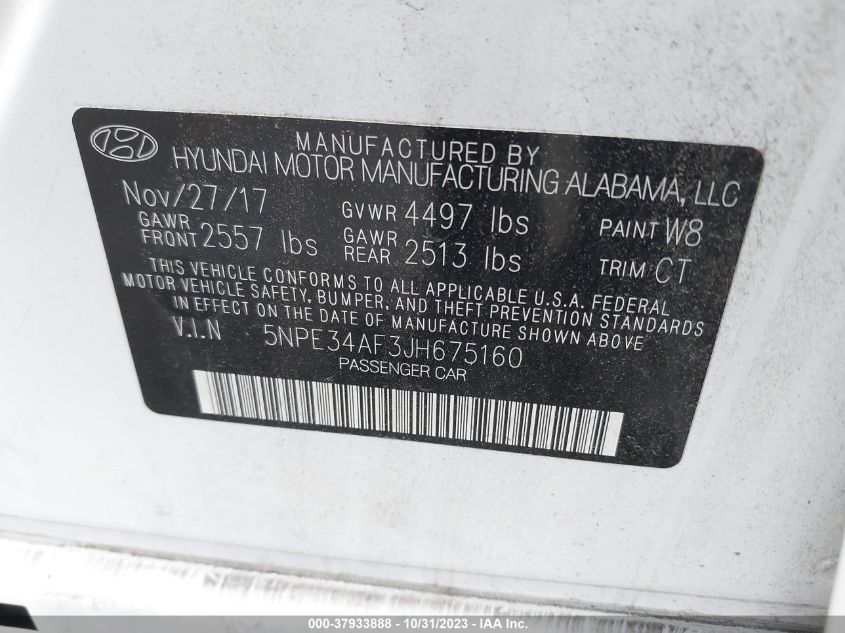 MANUFACTURED BY
HYUNDAI MOTOR MANUFACTURING ALABAMA, LLC
Nov/27/17 GVWR 4497 lbs PAINT W8
GAWR FRONT 2557 lbs GAWR REAR 2513 lbs TRIM CT
THIS VEHICLE CONFORMS TO ALL APPLICABLE U.S.A. FEDERAL
MOTOR VEHICLE SAFETY, BUMPER, AND THEFT PREVENTION STANDARDS
IN EFFECT ON THE DATE OF MANUFACTURE SHOWN ABOVE
V.I.N 5NPE34AF3JH675160
PASSENGER CAR
000-37933888 - 10/31/2023 - IAA Inc.